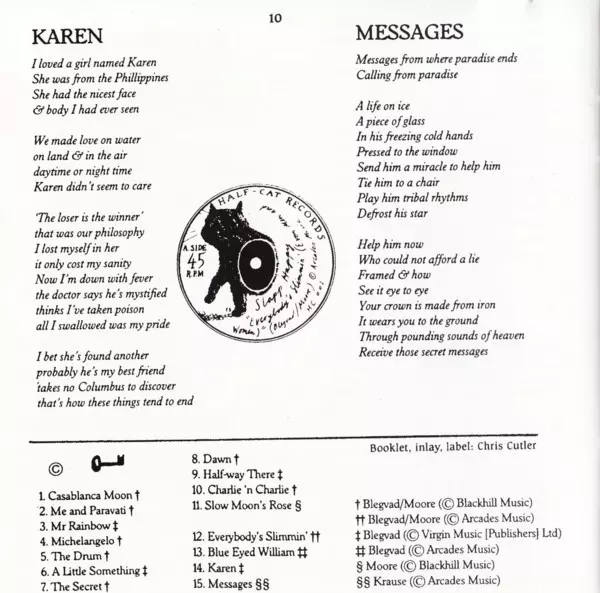 10
KAREN
I loved a girl named Karen
She was from the Phillippines
She had the nicest face
& body I had ever seen
We made love on water
on land & in the air
daytime or night time
Karen didn't seem to care
'The loser is the winner'
that was our philosophy
I lost myself in her
it only cost my sanity
Now I'm down with fever
the doctor says he's mystified
thinks I've taken poison
all I swallowed was my pride
I bet she's found another
probably he's my best friend
'takes no Columbus to discover
that's how these things tend to end
HALF-CAT RECORDS
A.SIDE
45
R.P.M
Slapp Happy
"Everybody's Slimmin'
Women)" (Blegvad/Moore) © Arcades
HC 001
MESSAGES
Messages from where paradise ends
Calling from paradise
A life on ice
A piece of glass
In his freezing cold hands
Pressed to the window
Send him a miracle to help him
Tie him to a chair
Play him tribal rhythms
Defrost his star
Help him now
Who could not afford a lie
Framed & how
See it eye to eye
Your crown is made from iron
It wears you to the ground
Through pounding sounds of heaven
Receive those secret messages
Booklet, inlay, label: Chris Cutler
©
1. Casablanca Moon †
2. Me and Paravati †
3. Mr Rainbow ‡
4. Michelangelo †
5. The Drum †
6. A Little Something ‡
7. The Secret †
8. Dawn †
9. Half-way There ‡
10. Charlie 'n Charlie †
11. Slow Moon's Rose §
12. Everybody's Slimmin' ††
13. Blue Eyed William ‡‡
14. Karen ‡
15. Messages §§
† Blegvad/Moore (© Blackhill Music)
†† Blegvad/Moore (© Arcades Music)
‡ Blegvad (© Virgin Music [Publishers] Ltd)
‡‡ Blegvad (© Arcades Music)
§ Moore (© Blackhill Music)
§§ Krause (© Arcades Music)